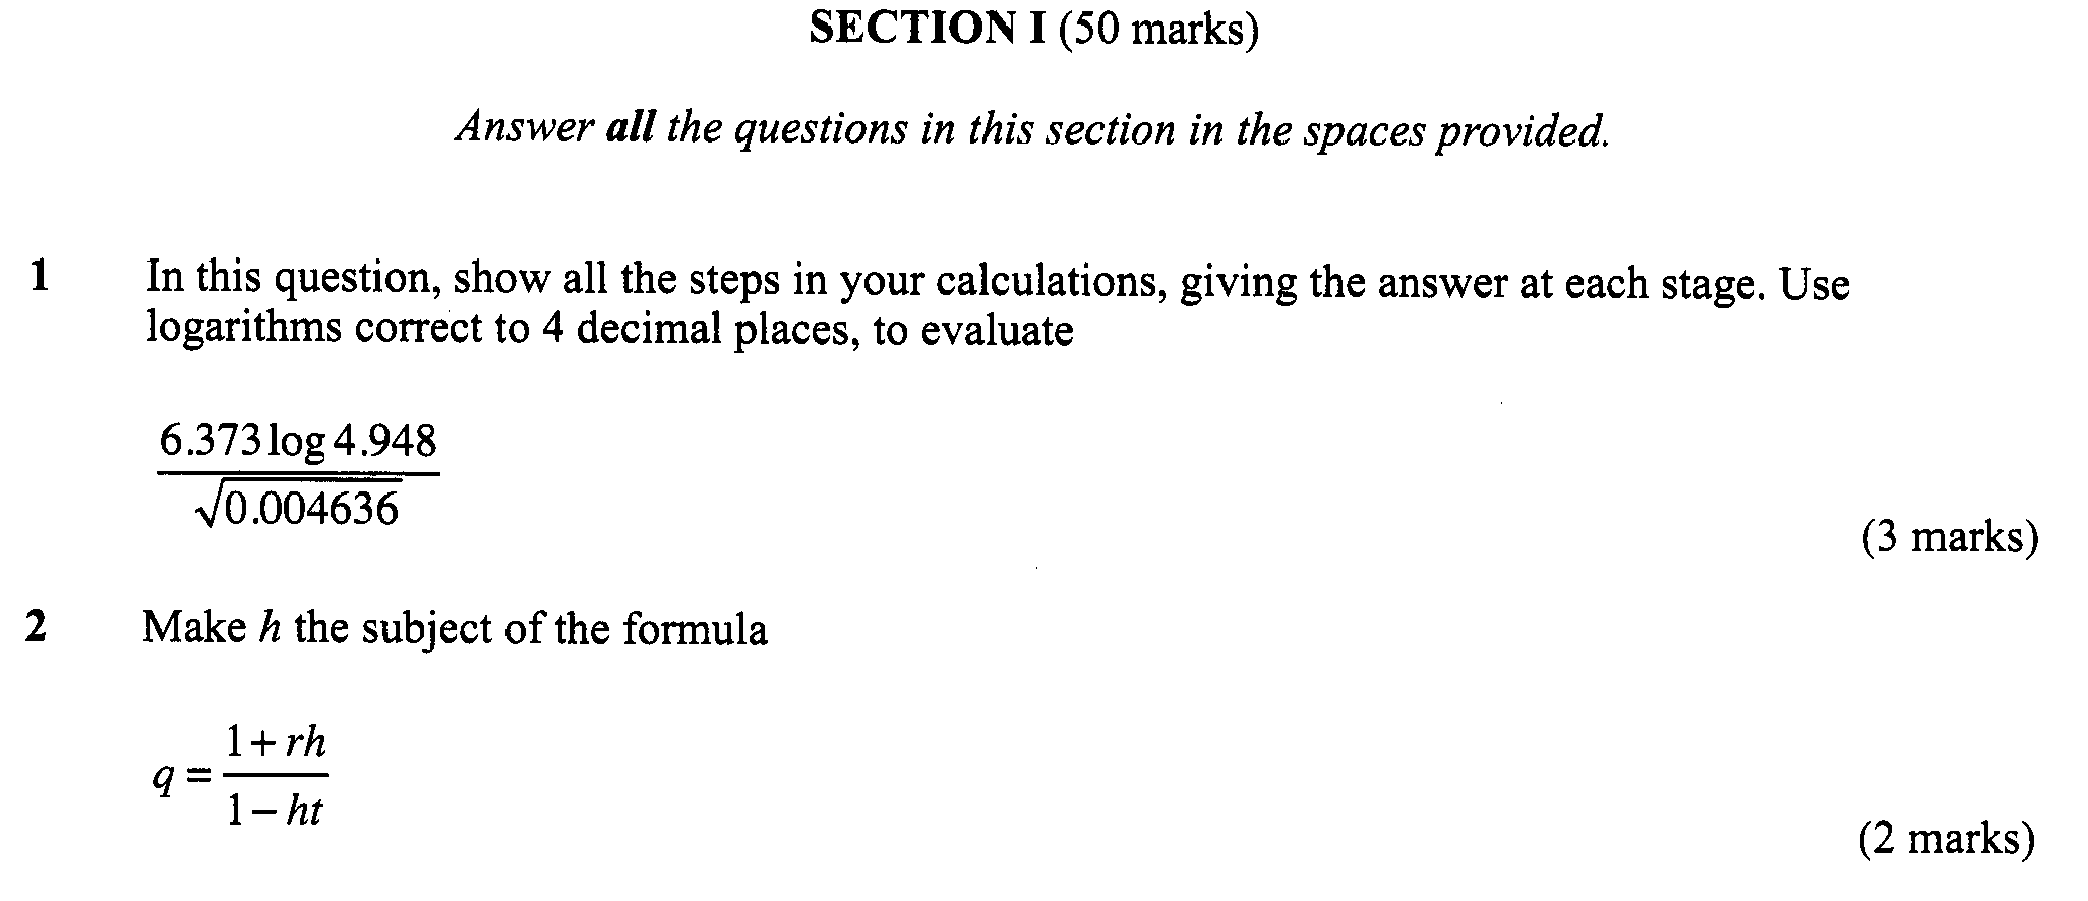 SECTION I (50 marks)
Answer all the questions in this section in the spaces provided.
1 In this question, show all the steps in your calculations, giving the answer at each stage. Use
logarithms correct to 4 decimal places, to evaluate
6.373 log 4.948
√0.004636
(3 marks)
2 Make h the subject of the formula
q = 1 + rh
1 − ht
(2 marks)